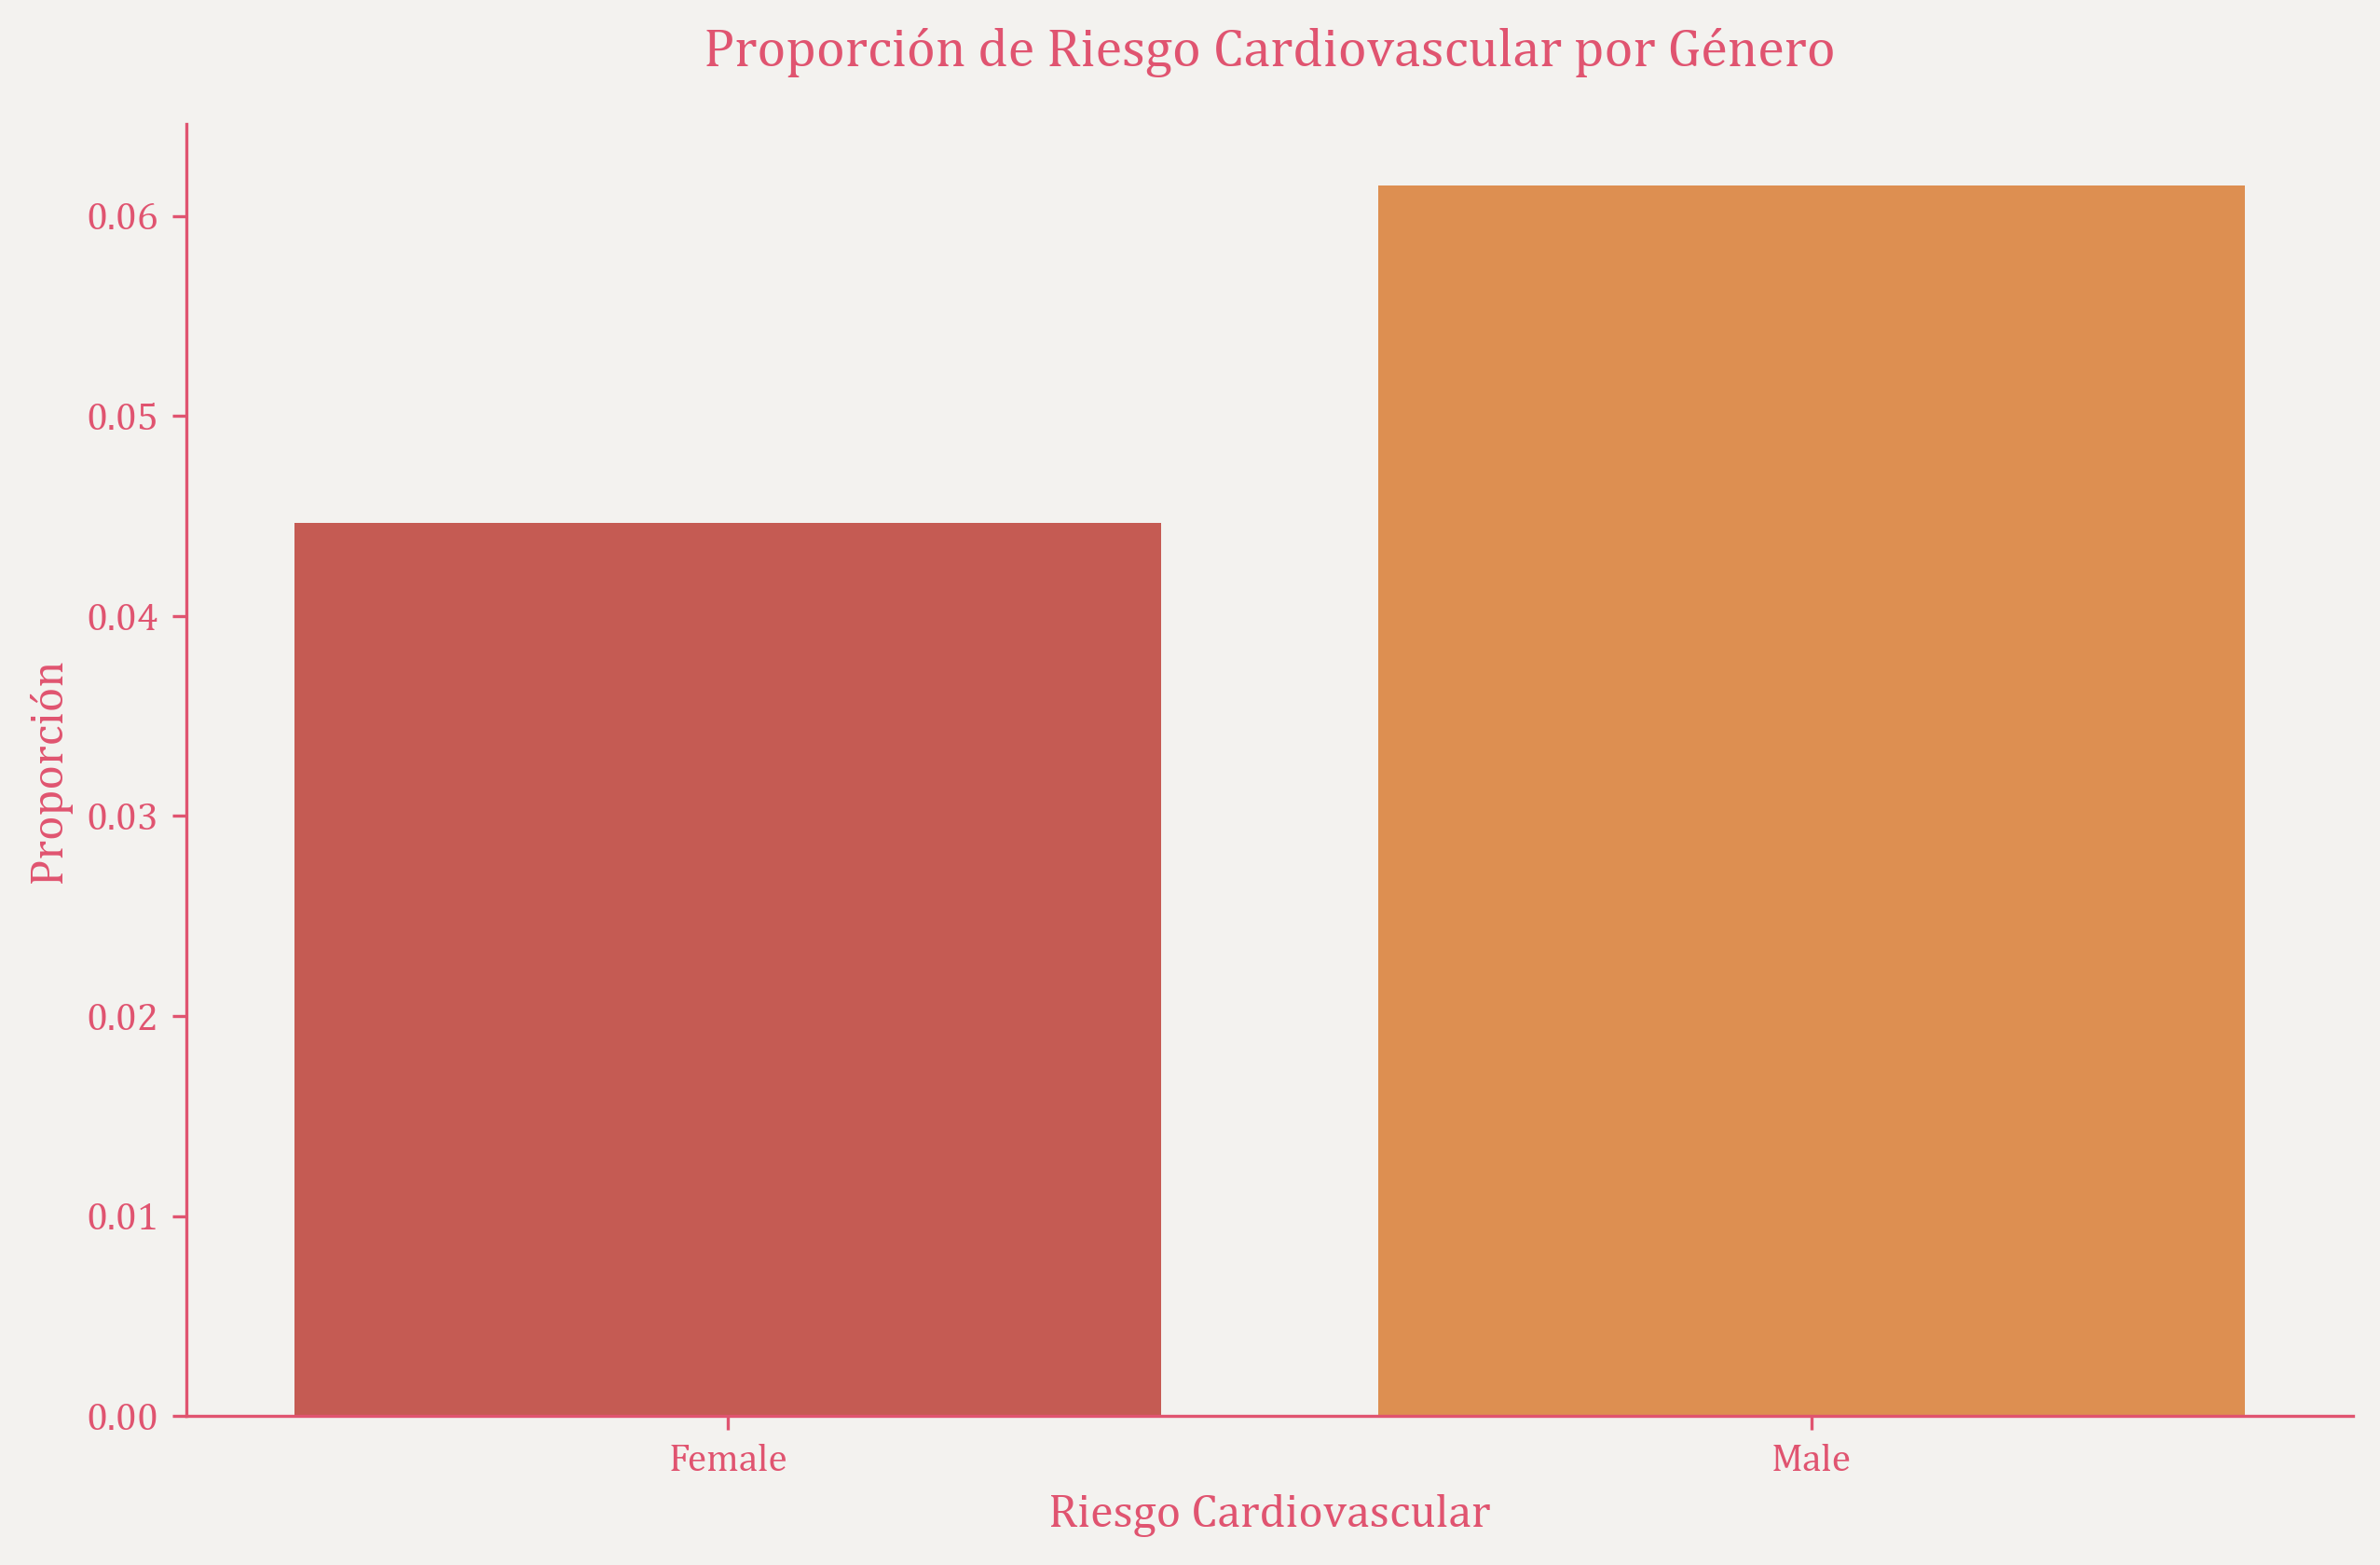 Proporción de Riesgo Cardiovascular por Género
Proporción
0.06
0.05
0.04
0.03
0.02
0.01
0.00
Female
Male
Riesgo Cardiovascular